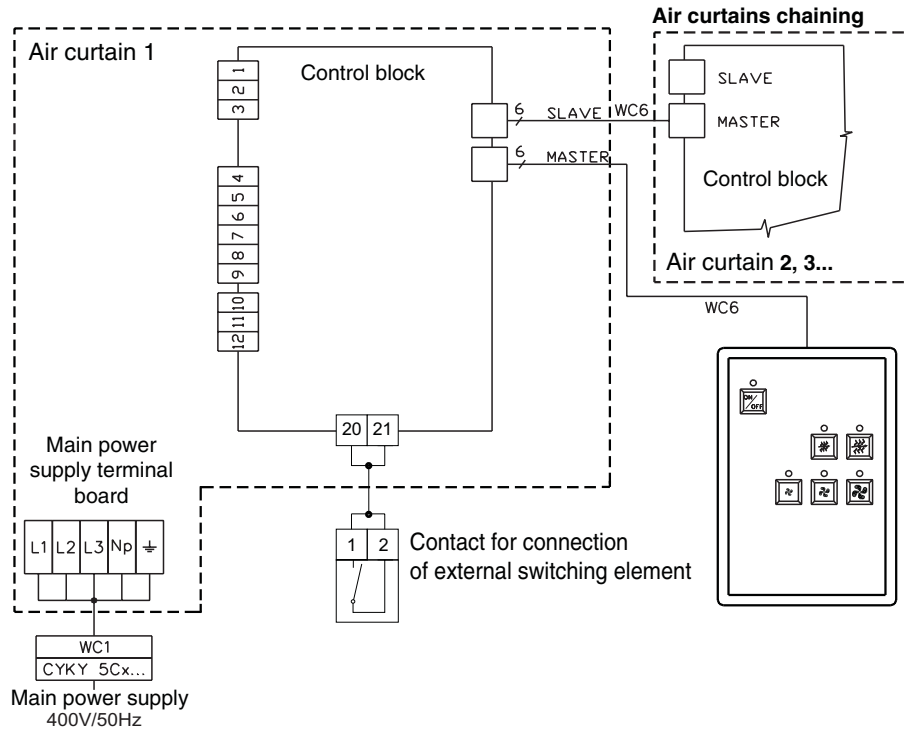 Air curtains chaining
Air curtain 1
Control block
1
2
3
4
5
6
7
8
9
10
11
12
6 SLAVE WC6
6 MASTER
SLAVE
MASTER
Control block
Air curtain 2, 3...
WC6
ON/OFF
20 21
Main power
supply terminal
board
L1 L2 L3 Np
1 2
Contact for connection
of external switching element
WC1
CYKY 5Cx...
Main power supply
400V/50Hz